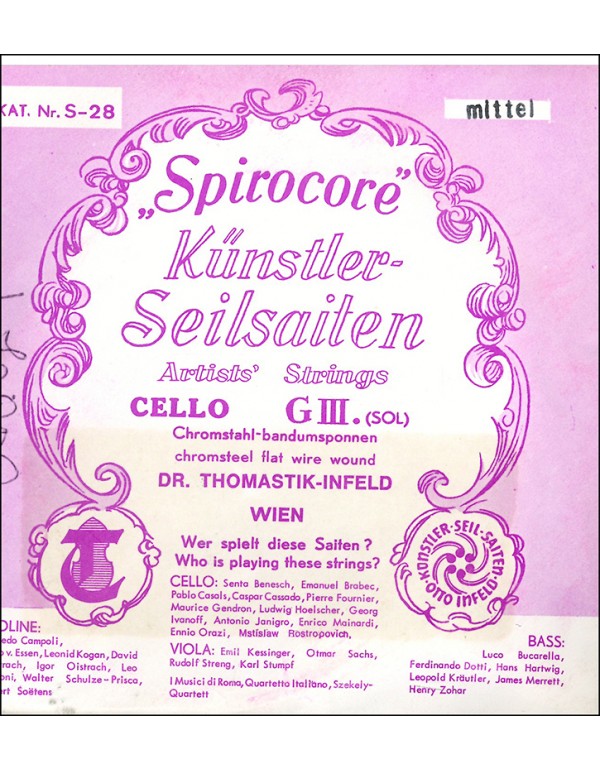 KAT. Nr. S-28
mittel
„Spirocore"
Künstler-
Seilsaiten
Artists' Strings
CELLO G III. (SOL)
Chromstahl-bandumsponnen
chromsteel flat wire wound
DR. THOMASTIK-INFELD
WIEN
Wer spielt diese Saiten?
Who is playing these strings?
KÜNSTLER-SEIL-SAITEN
OTTO INFELD
CELLO: Senta Benesch, Emanuel Brabec,
Pablo Casals, Caspar Cassado, Pierre Fournier,
Maurice Gendron, Ludwig Hoelscher, Georg
Ivanoff, Antonio Janigro, Enrico Mainardi,
Ennio Orazi, Mstislaw Rostropovich.
VIOLA: Emil Kessinger, Otmar Sachs,
Rudolf Streng, Karl Stumpf
I Musici di Roma, Quartetto Italiano, Szekely-
Quartett
OLINE:
edo Campoli,
v. Essen, Leonid Kogan, David
rach, Igor Oistrach, Leo
oni, Walter Schulze-Prisca,
ert Soëtens
BASS:
Luco Bucarella,
Ferdinando Dotti, Hans Hartwig,
Leopold Kräutler, James Merrett,
Henry Zohar